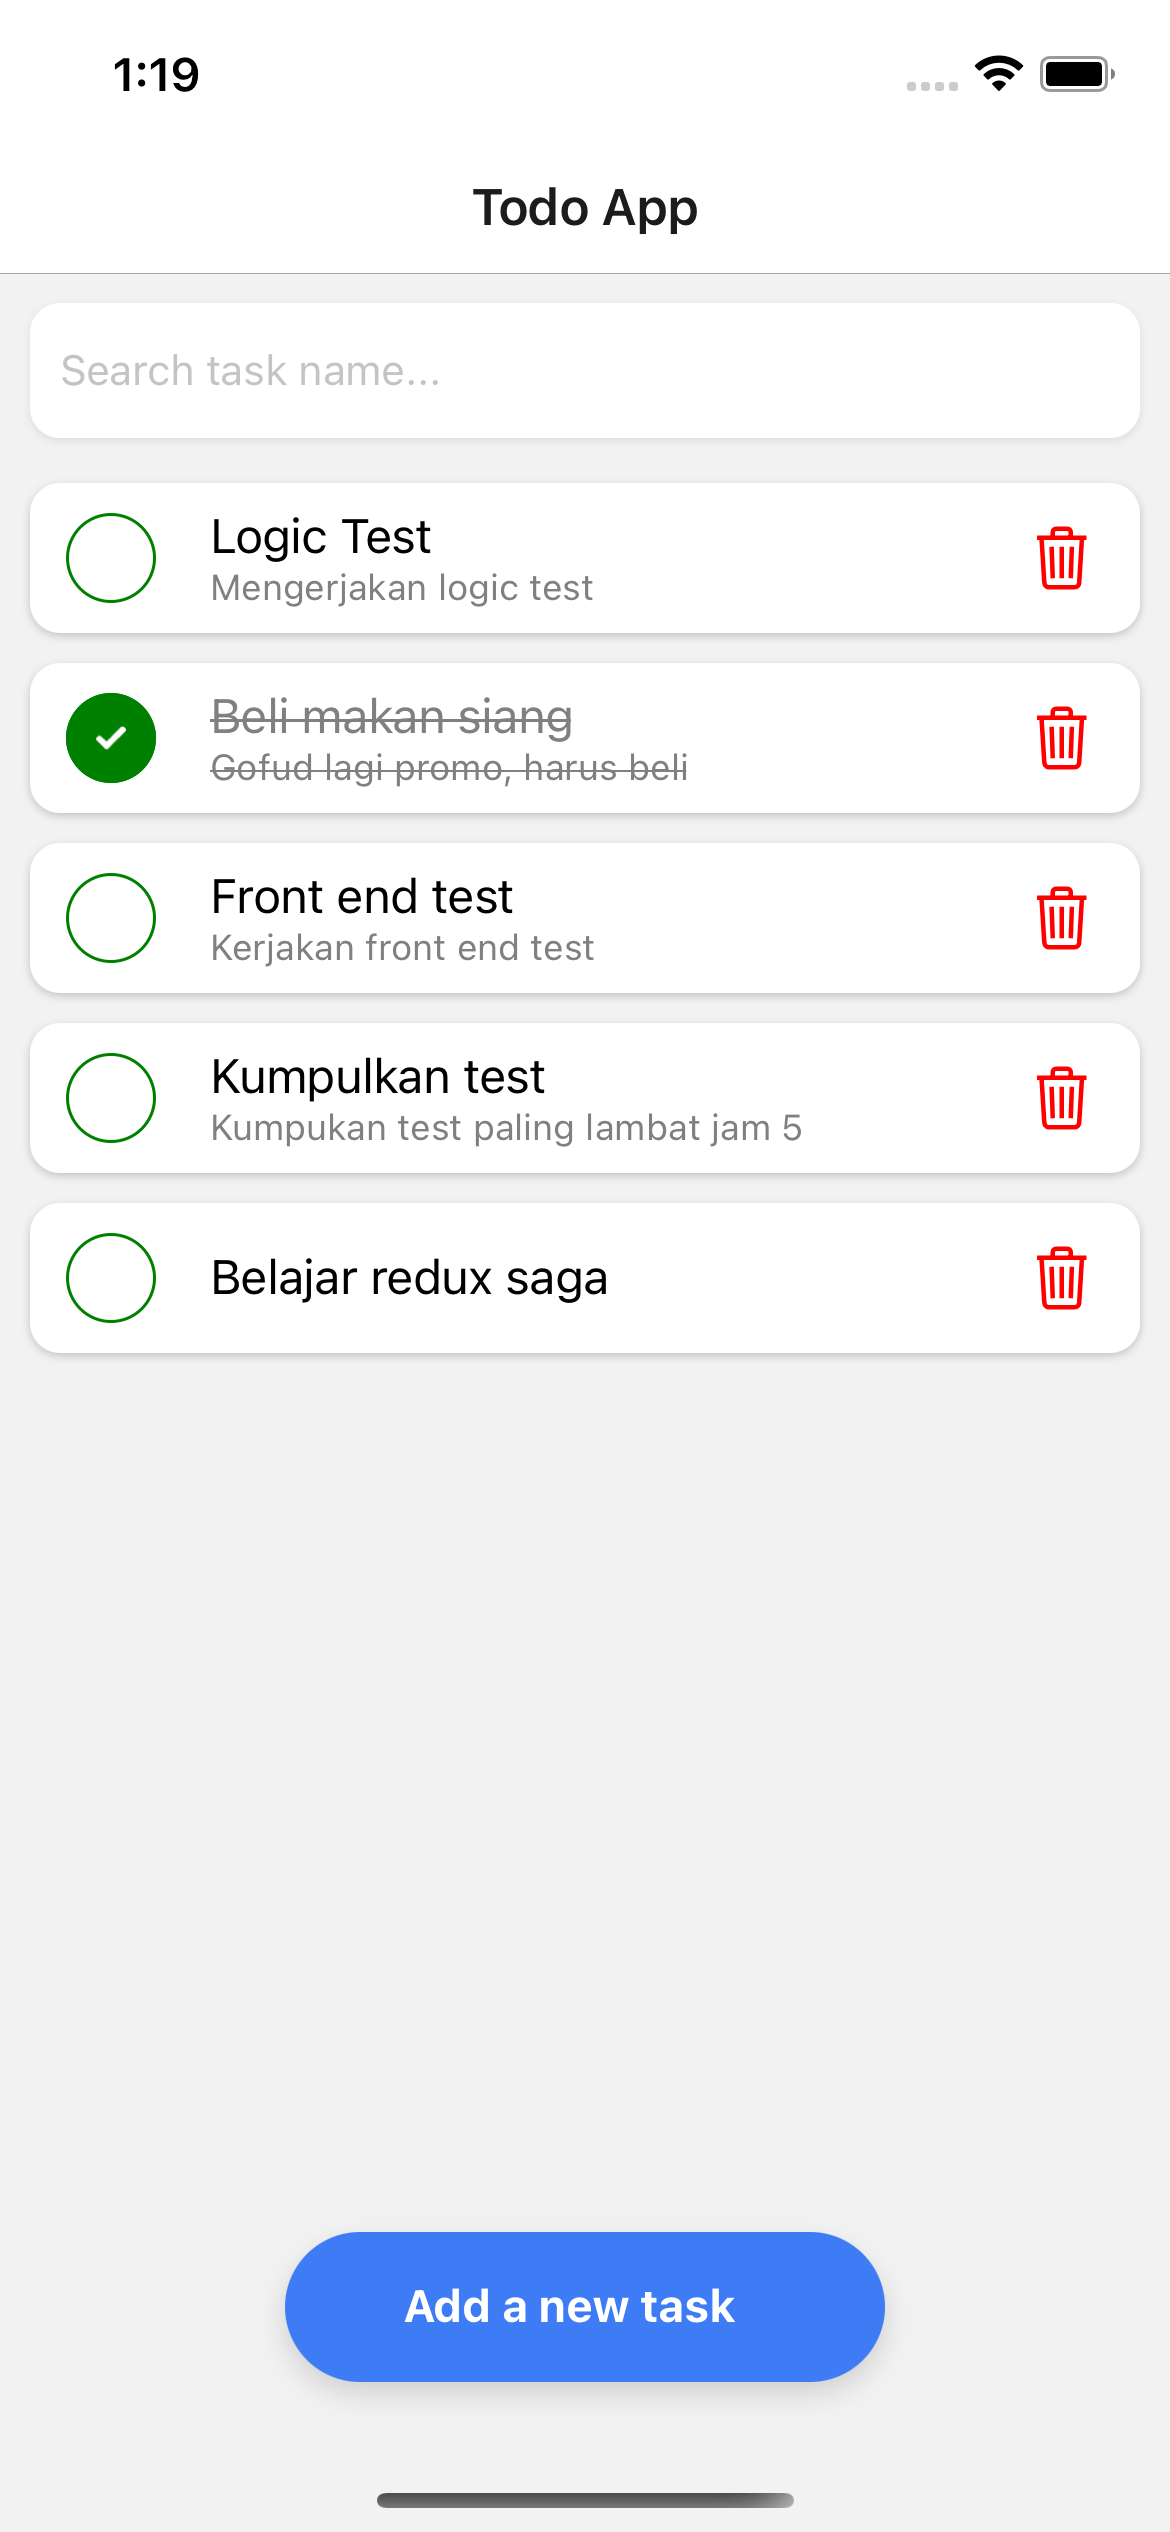 1:19
Todo App
Search task name...
Logic Test
Mengerjakan logic test
Beli makan siang
Gofud lagi promo, harus beli
Front end test
Kerjakan front end test
Kumpulkan test
Kumpukan test paling lambat jam 5
Belajar redux saga
Add a new task